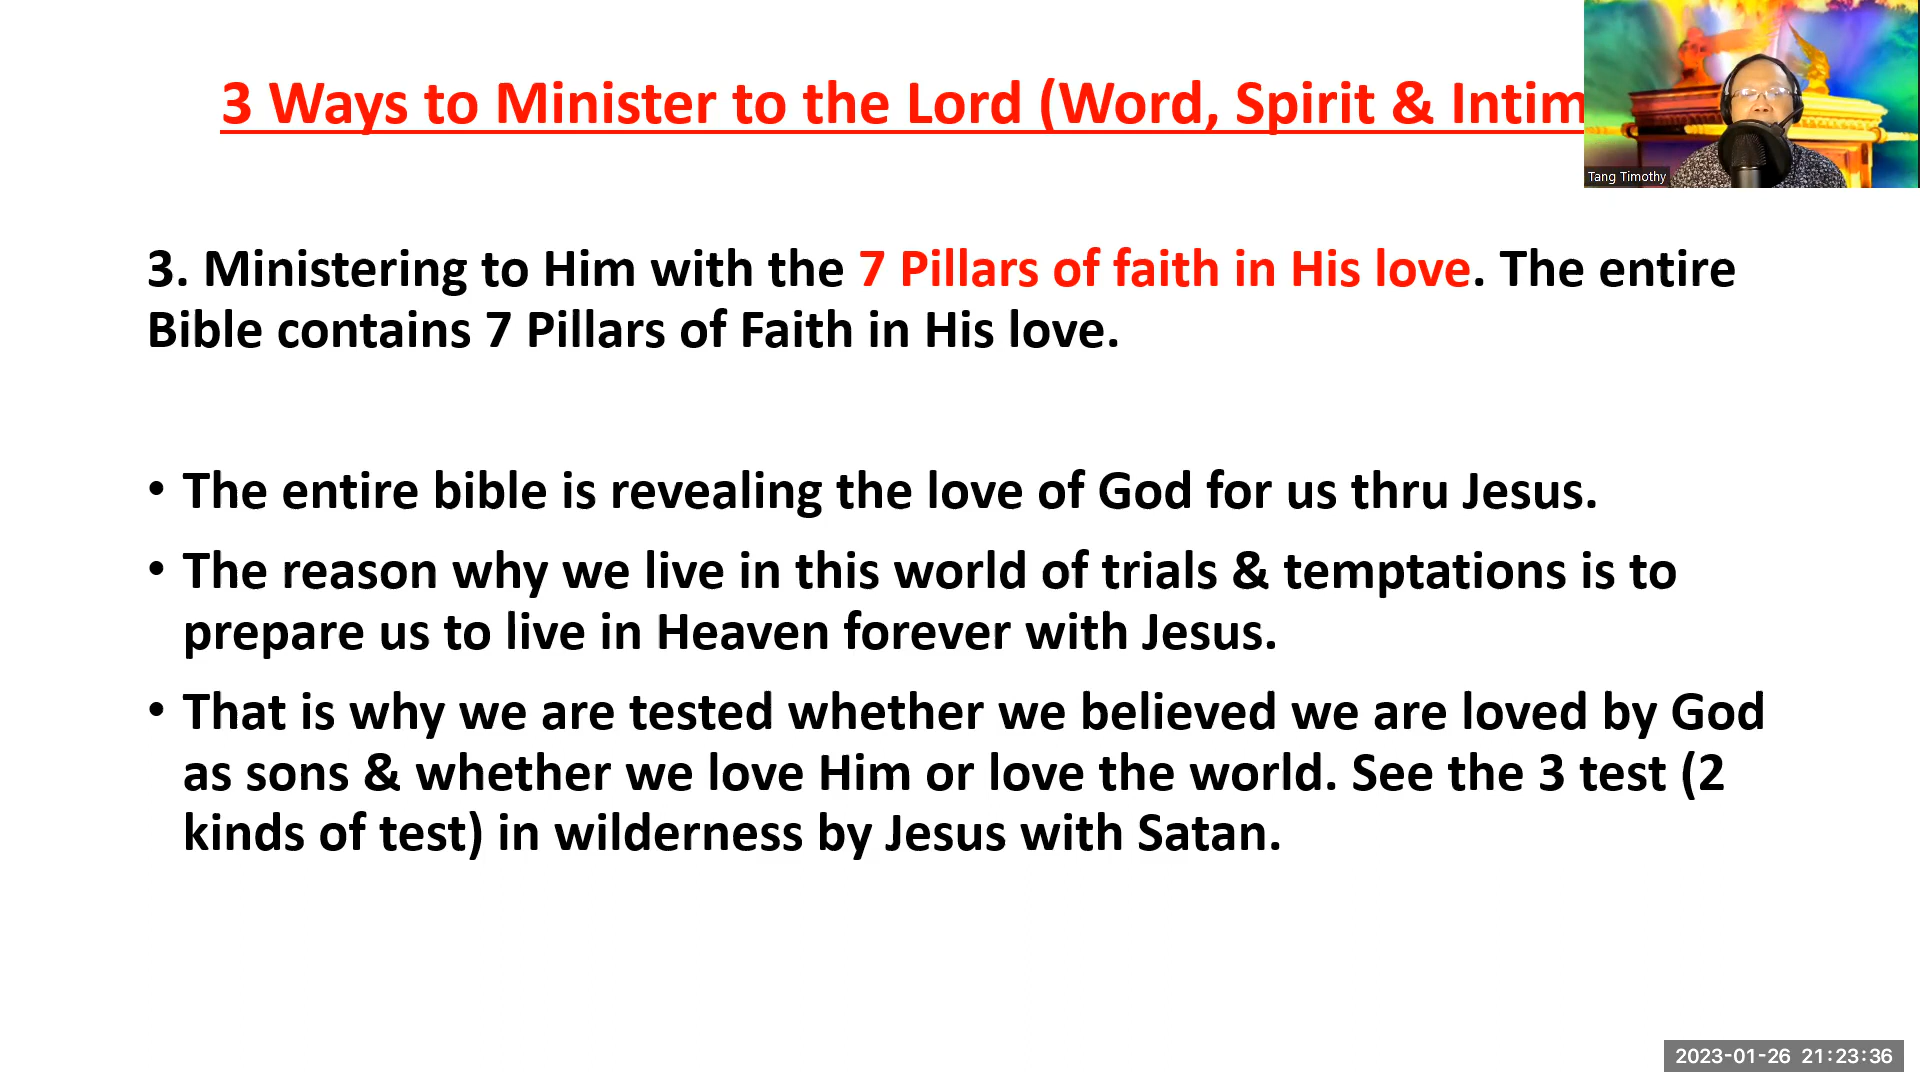 3 Ways to Minister to the Lord (Word, Spirit & Intim
Tang Timothy
3. Ministering to Him with the 7 Pillars of faith in His love. The entire
Bible contains 7 Pillars of Faith in His love.
• The entire bible is revealing the love of God for us thru Jesus.
• The reason why we live in this world of trials & temptations is to
prepare us to live in Heaven forever with Jesus.
• That is why we are tested whether we believed we are loved by God
as sons & whether we love Him or love the world. See the 3 test (2
kinds of test) in wilderness by Jesus with Satan.
2023-01-26 21:23:36